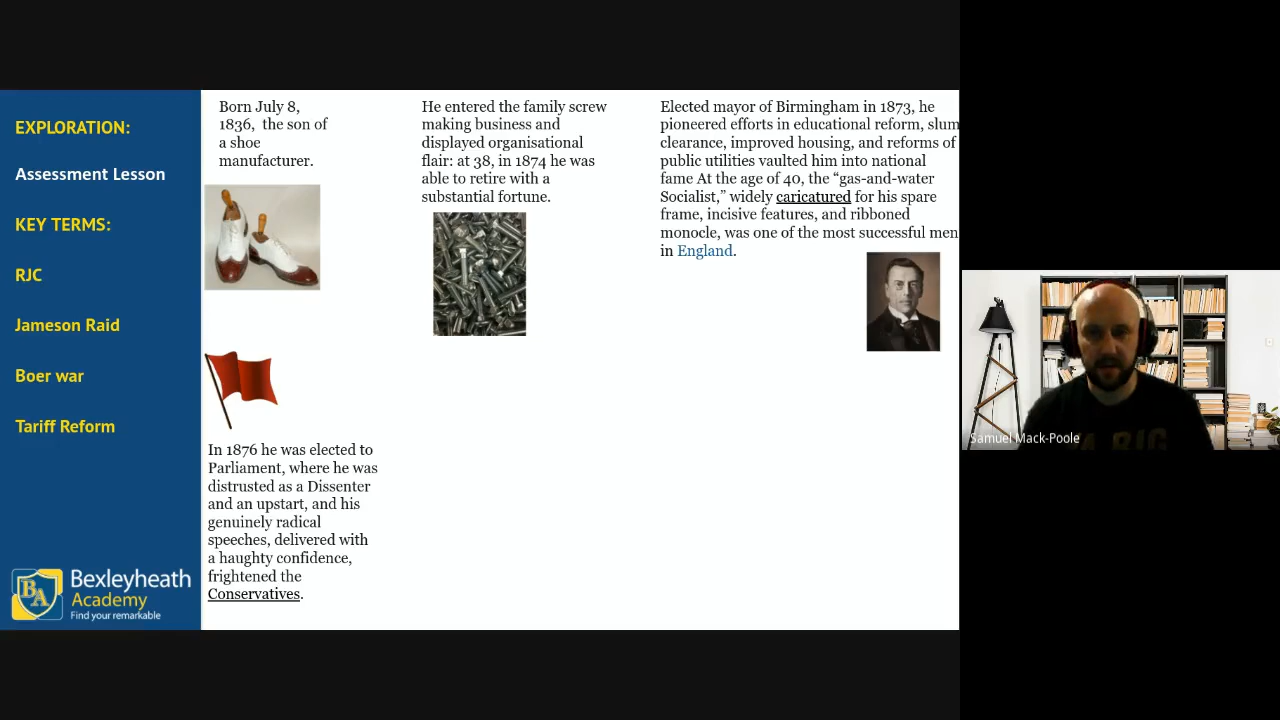 EXPLORATION:
Assessment Lesson
KEY TERMS:
RJC
Jameson Raid
Boer war
Tariff Reform
BA
Bexleyheath
Academy
Find your remarkable
Born July 8,
1836, the son of
a shoe
manufacturer.
He entered the family screw
making business and
displayed organisational
flair: at 38, in 1874 he was
able to retire with a
substantial fortune.
Elected mayor of Birmingham in 1873, he
pioneered efforts in educational reform, slum
clearance, improved housing, and reforms of
public utilities vaulted him into national
fame At the age of 40, the “gas-and-water
Socialist,” widely caricatured for his spare
frame, incisive features, and ribboned
monocle, was one of the most successful men
in England.
In 1876 he was elected to
Parliament, where he was
distrusted as a Dissenter
and an upstart, and his
genuinely radical
speeches, delivered with
a haughty confidence,
frightened the
Conservatives.
Samuel Mack-Poole